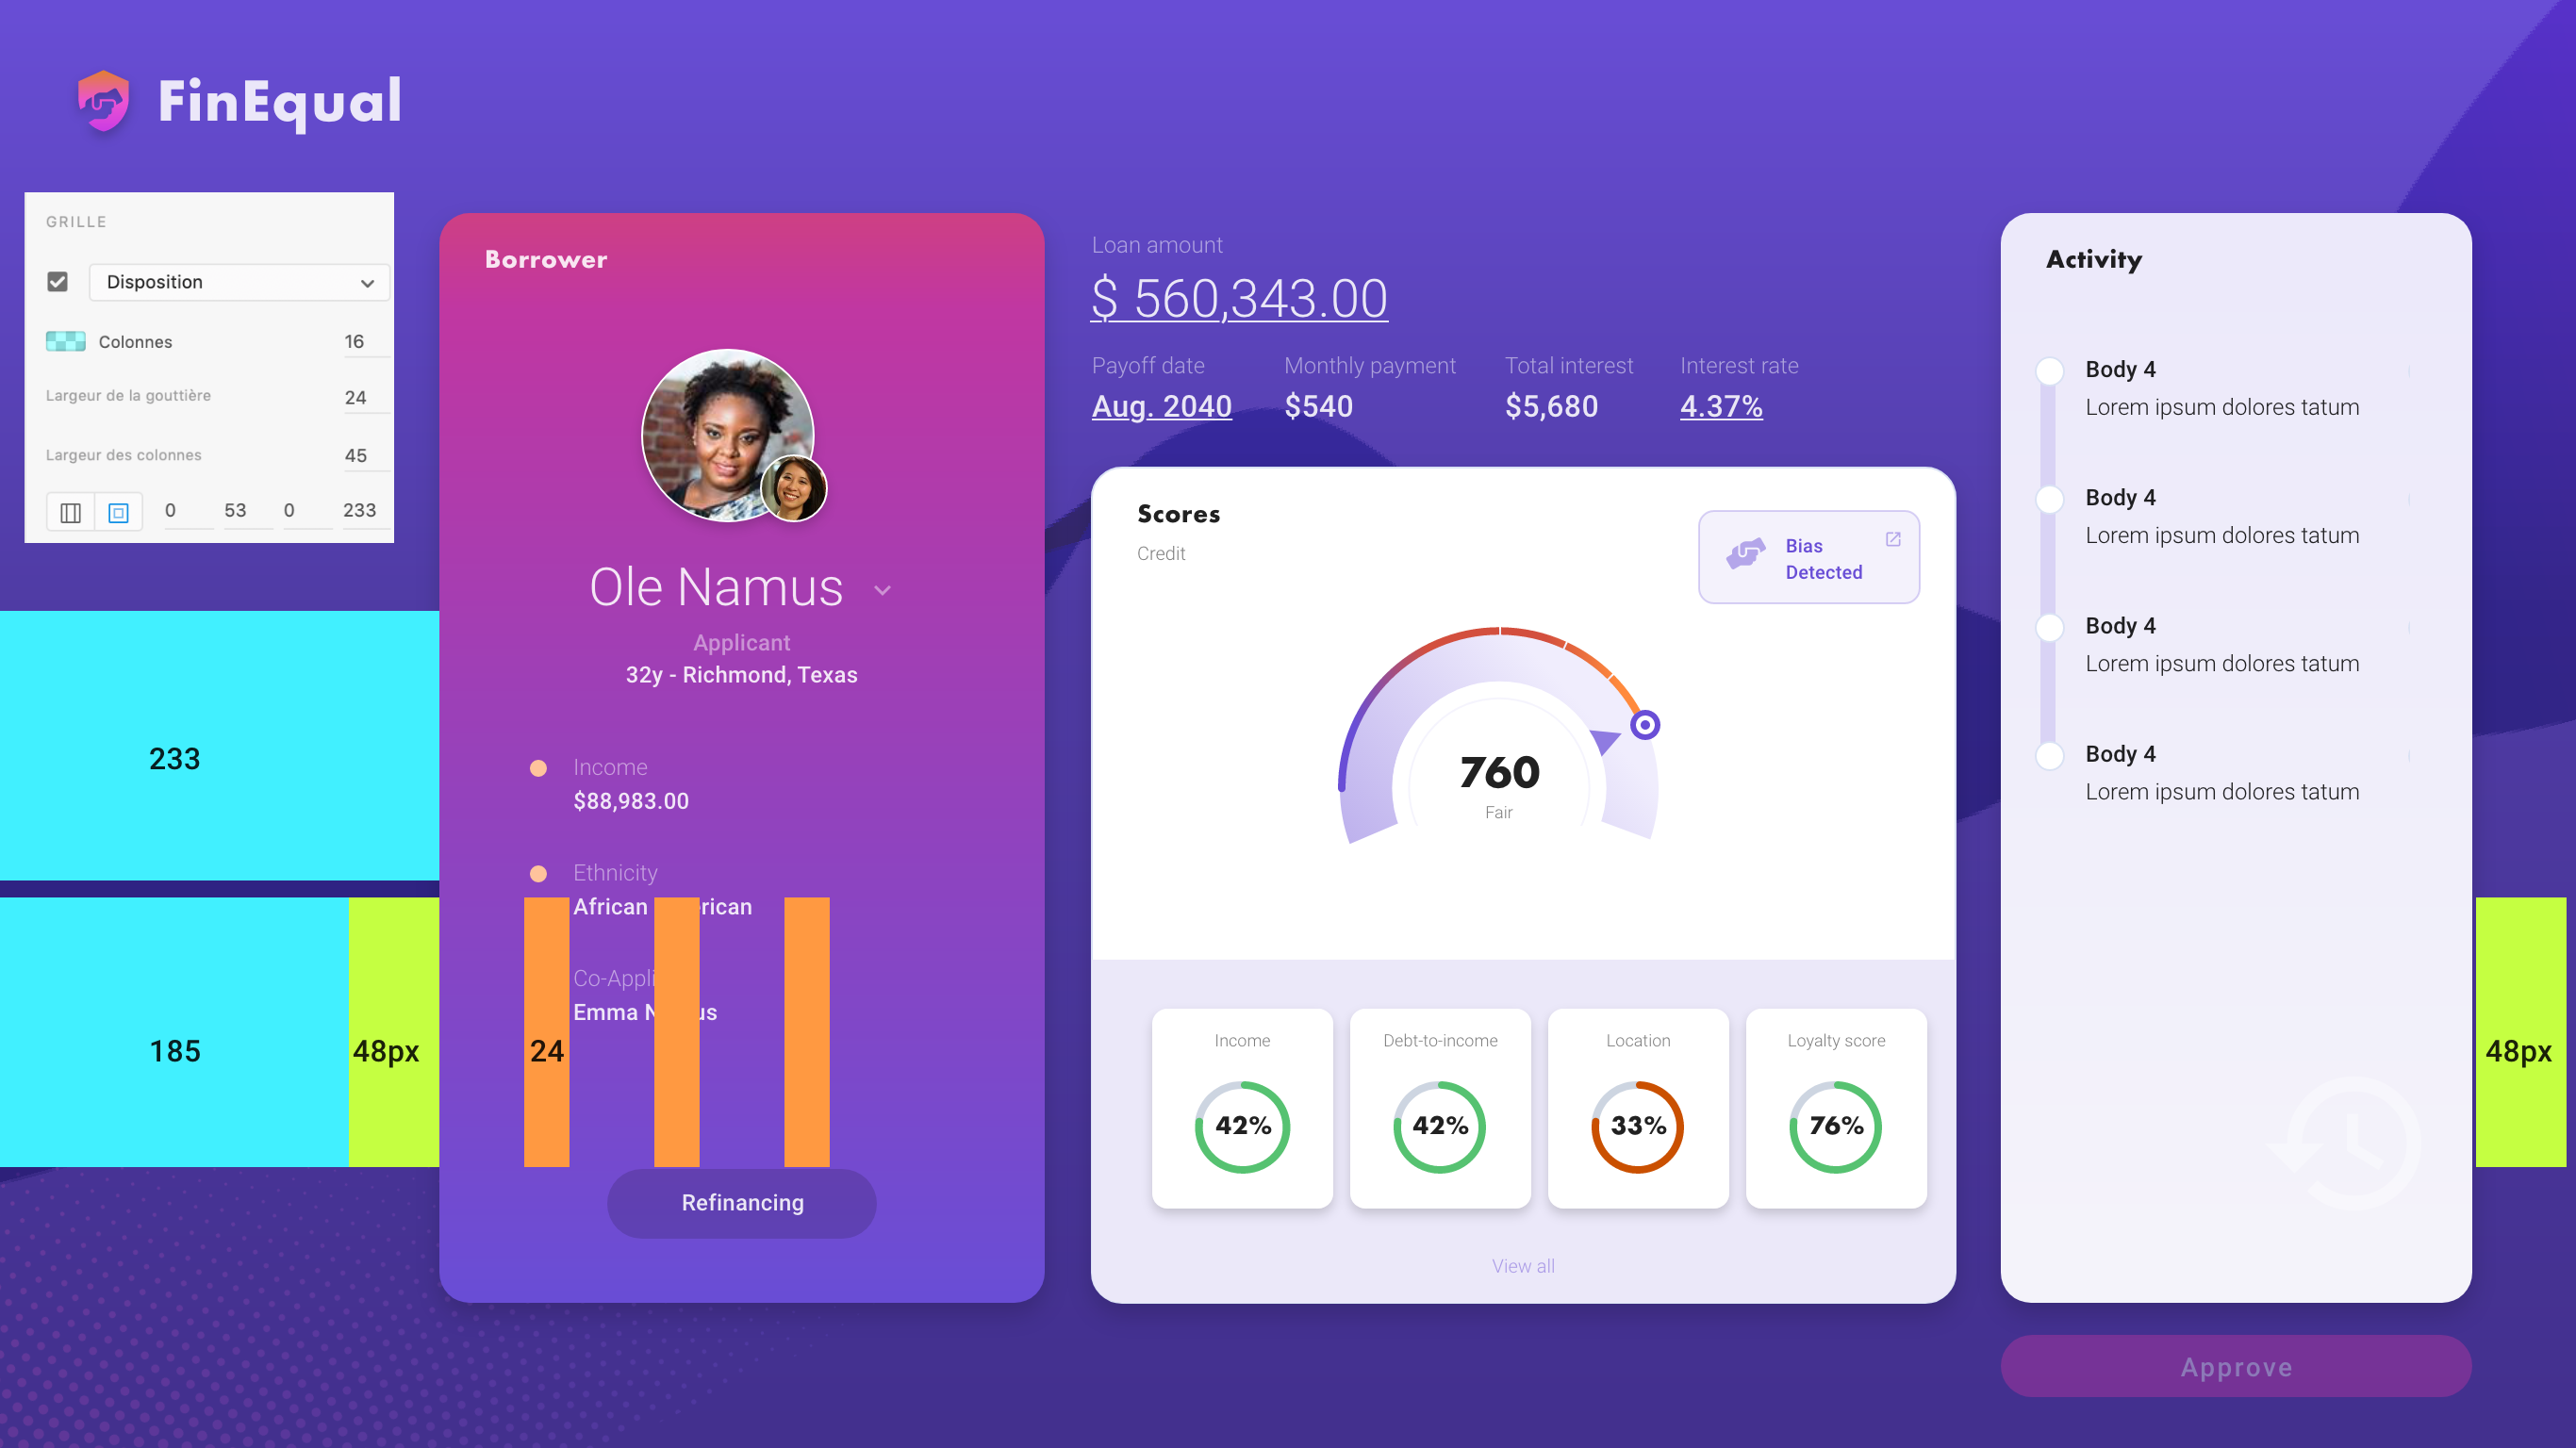 FinEqual
GRILLE
Disposition
Colonnes 16
Largeur de la gouttière 24
Largeur des colonnes 45
0 53 0 233
233
185 48px
Borrower
Ole Namus
Applicant
32y - Richmond, Texas
Income
$88,983.00
Ethnicity
African rican
Co-Appli
Emma N us
24
Refinancing
Loan amount
$ 560,343.00
Payoff date Monthly payment Total interest Interest rate
Aug. 2040 $540 $5,680 4.37%
Scores
Credit
Bias
Detected
760
Fair
Income Debt-to-income Location Loyalty score
42% 42% 33% 76%
View all
Activity
Body 4
Lorem ipsum dolores tatum
Body 4
Lorem ipsum dolores tatum
Body 4
Lorem ipsum dolores tatum
Body 4
Lorem ipsum dolores tatum
48px
Approve